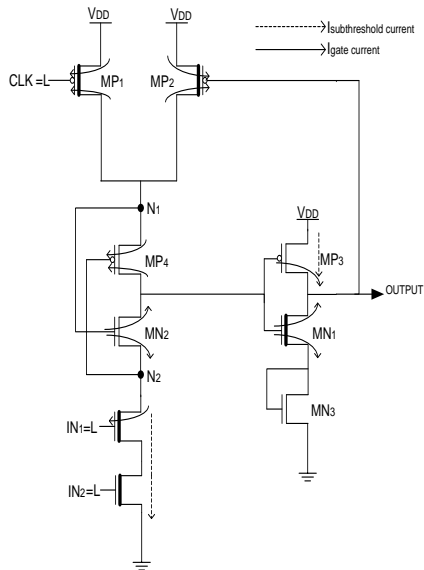 VDD VDD
Isubthreshold current
Igate current
CLK =L
MP1 MP2
N1
VDD
MP4
MP3
OUTPUT
MN2
MN1
N2
MN3
IN1=L
IN2=L